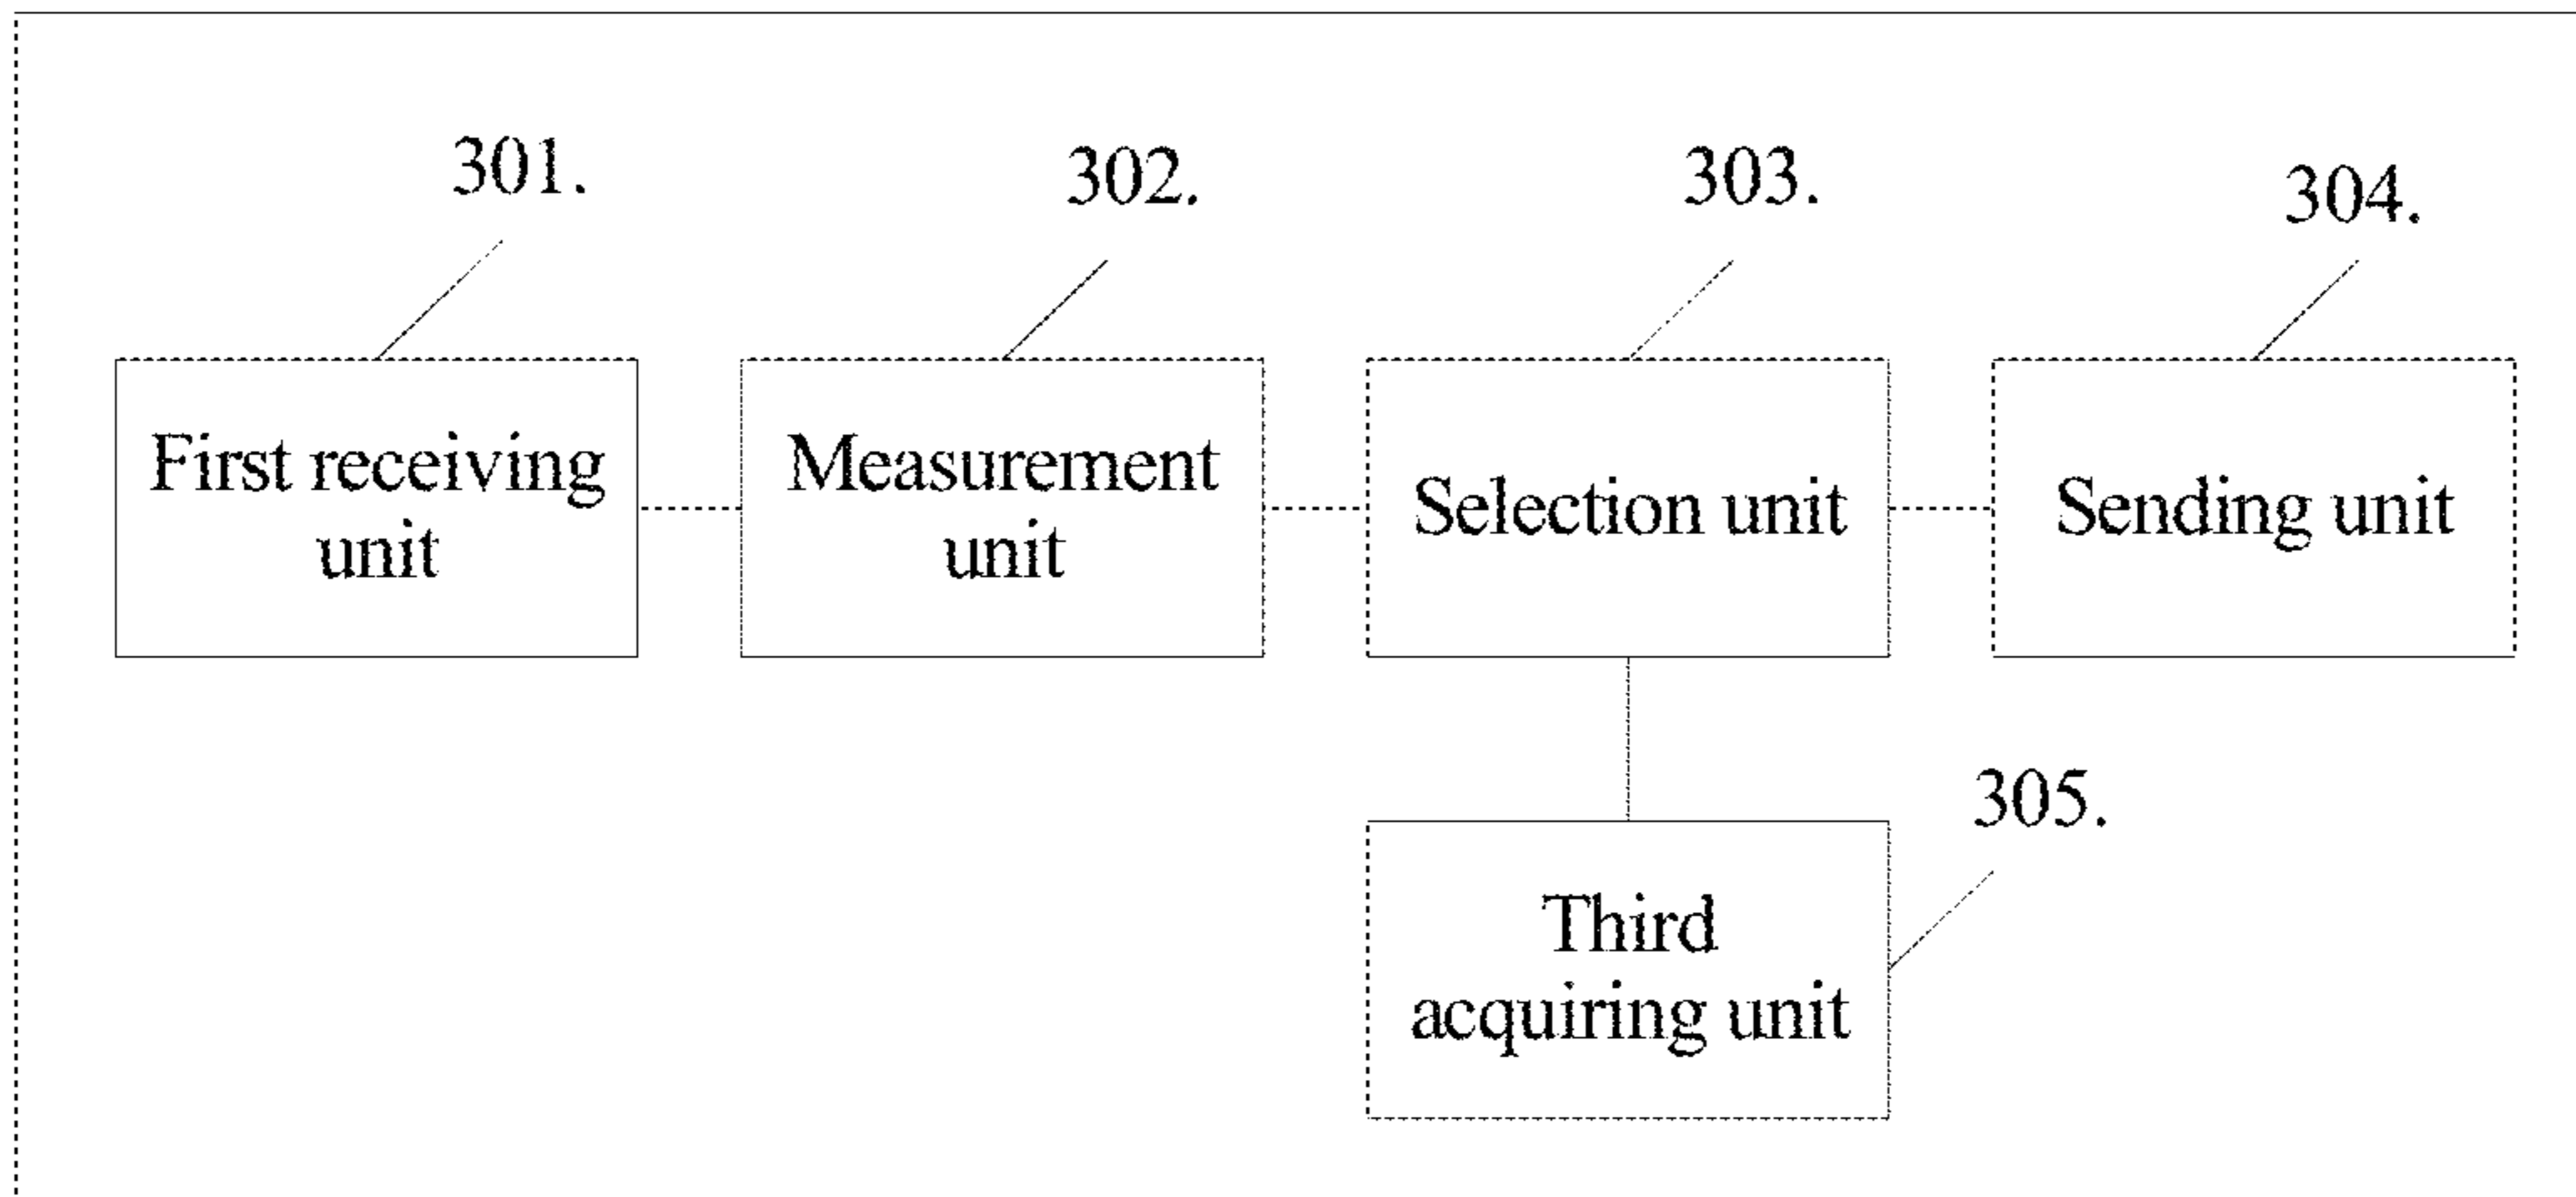 301.
302.
303.
304.
First receiving
unit
Measurement
unit
Selection unit
Sending unit
305.
Third
acquiring unit